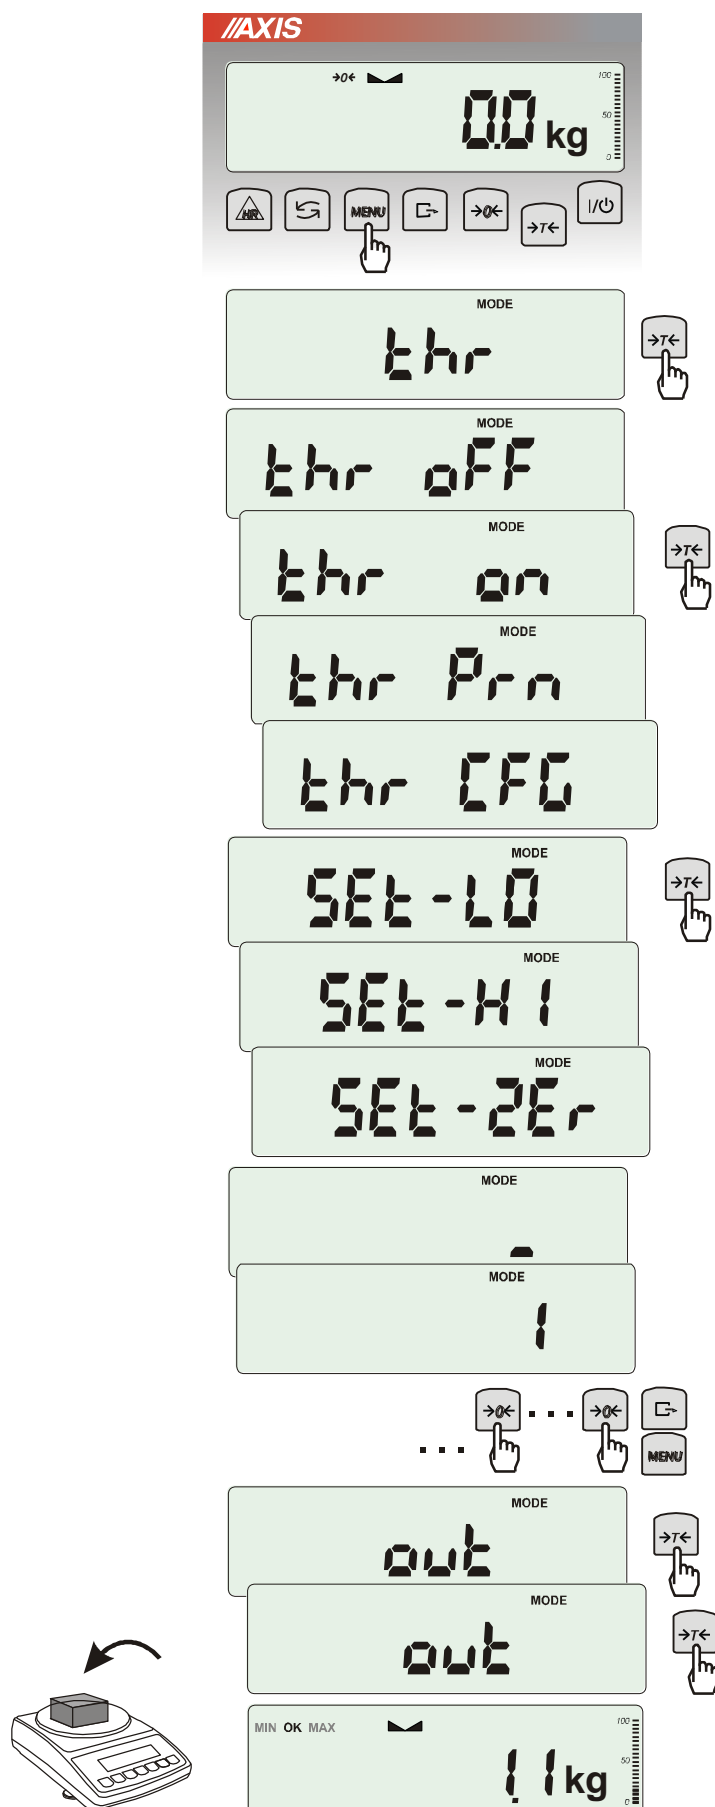 AXIS
→0←
100
50
0
0.0 kg
HR
MENU
→0←
→T←
I/⏻
MODE
thr
→T←
MODE
thr oFF
MODE
thr on
→T←
MODE
thr Prn
thr CFG
MODE
SEt-LO
→T←
MODE
SEt-HI
MODE
SEt-2Er
MODE
-
MODE
1
→0← ... →0←
...
MENU
MODE
out
→T←
MODE
out
→T←
MIN OK MAX
100
50
0
1.1 kg